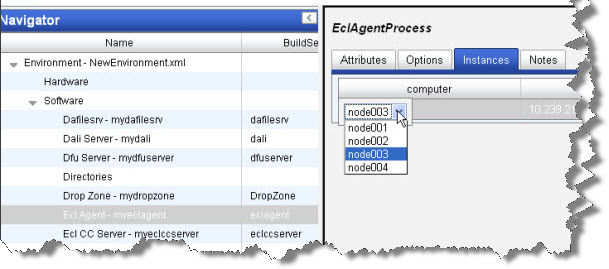 Navigator
Name BuildSe
Environment - NewEnvironment.xml
Hardware
Software
Dafilesrv - mydafilesrv dafilesrv
Dali Server - mydali dali
Dfu Server - mydfuserver dfuserver
Directories
Drop Zone - mydropzone DropZone
Ecl Agent - myeclagent eclagent
Ecl CC Server - myeclccserver eclccserver
EclAgentProcess
Attributes Options Instances Notes
computer
node003 10.239.21
node001
node002
node003
node004